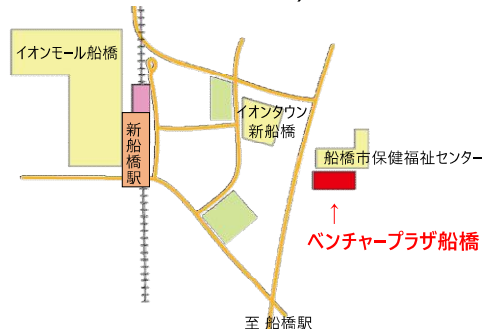 イオンモール船橋
イオンタウン
新船橋
新船橋駅
船橋市保健福祉センター
↑
ベンチャープラザ船橋
至 船橋駅